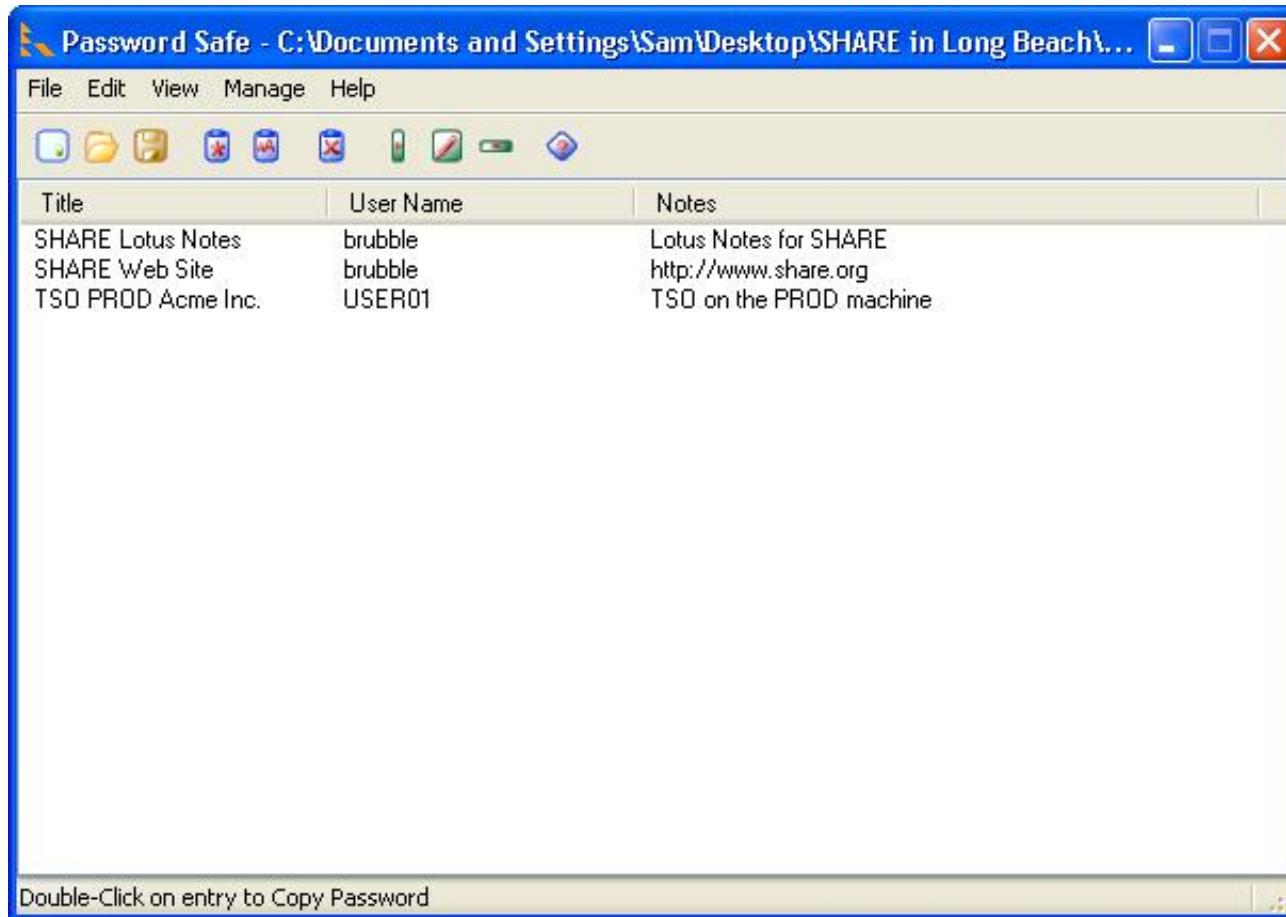 Password Safe - C:\Documents and Settings\Sam\Desktop\SHARE in Long Beach\...
File Edit View Manage Help
Title User Name Notes
SHARE Lotus Notes brubble Lotus Notes for SHARE
SHARE Web Site brubble http://www.share.org
TSO PROD Acme Inc. USER01 TSO on the PROD machine
Double-Click on entry to Copy Password